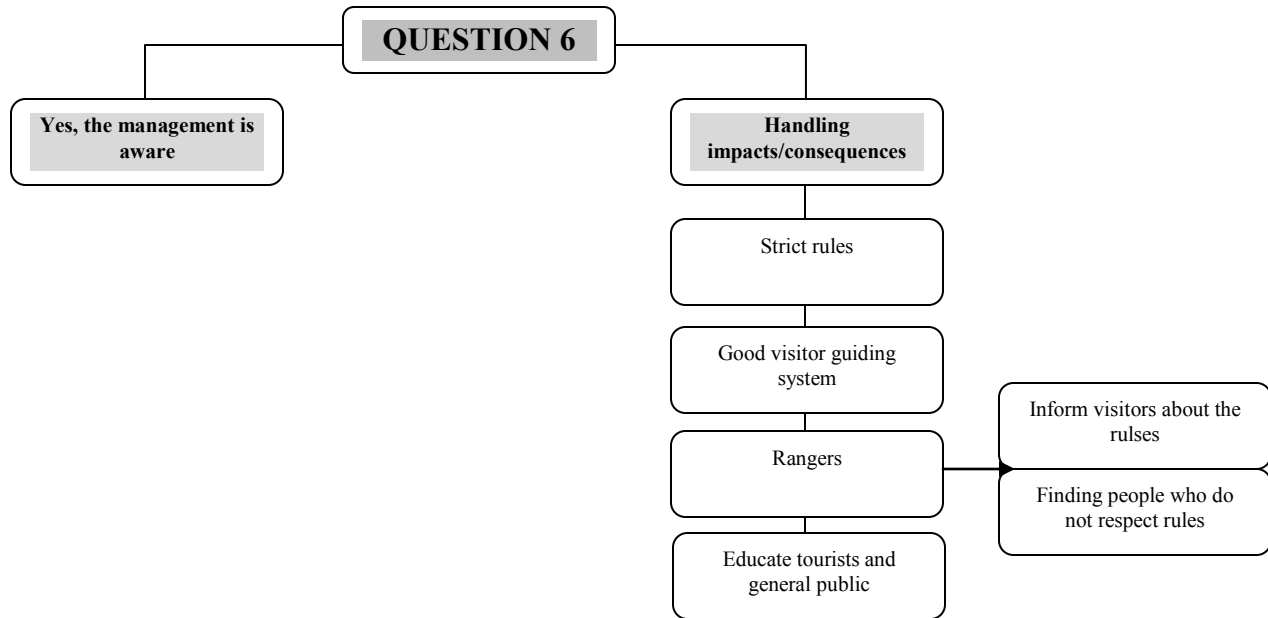 QUESTION 6
Yes, the management is
aware
Handling
impacts/consequences
Strict rules
Good visitor guiding
system
Rangers
Inform visitors about the
rulses
Finding people who do
not respect rules
Educate tourists and
general public